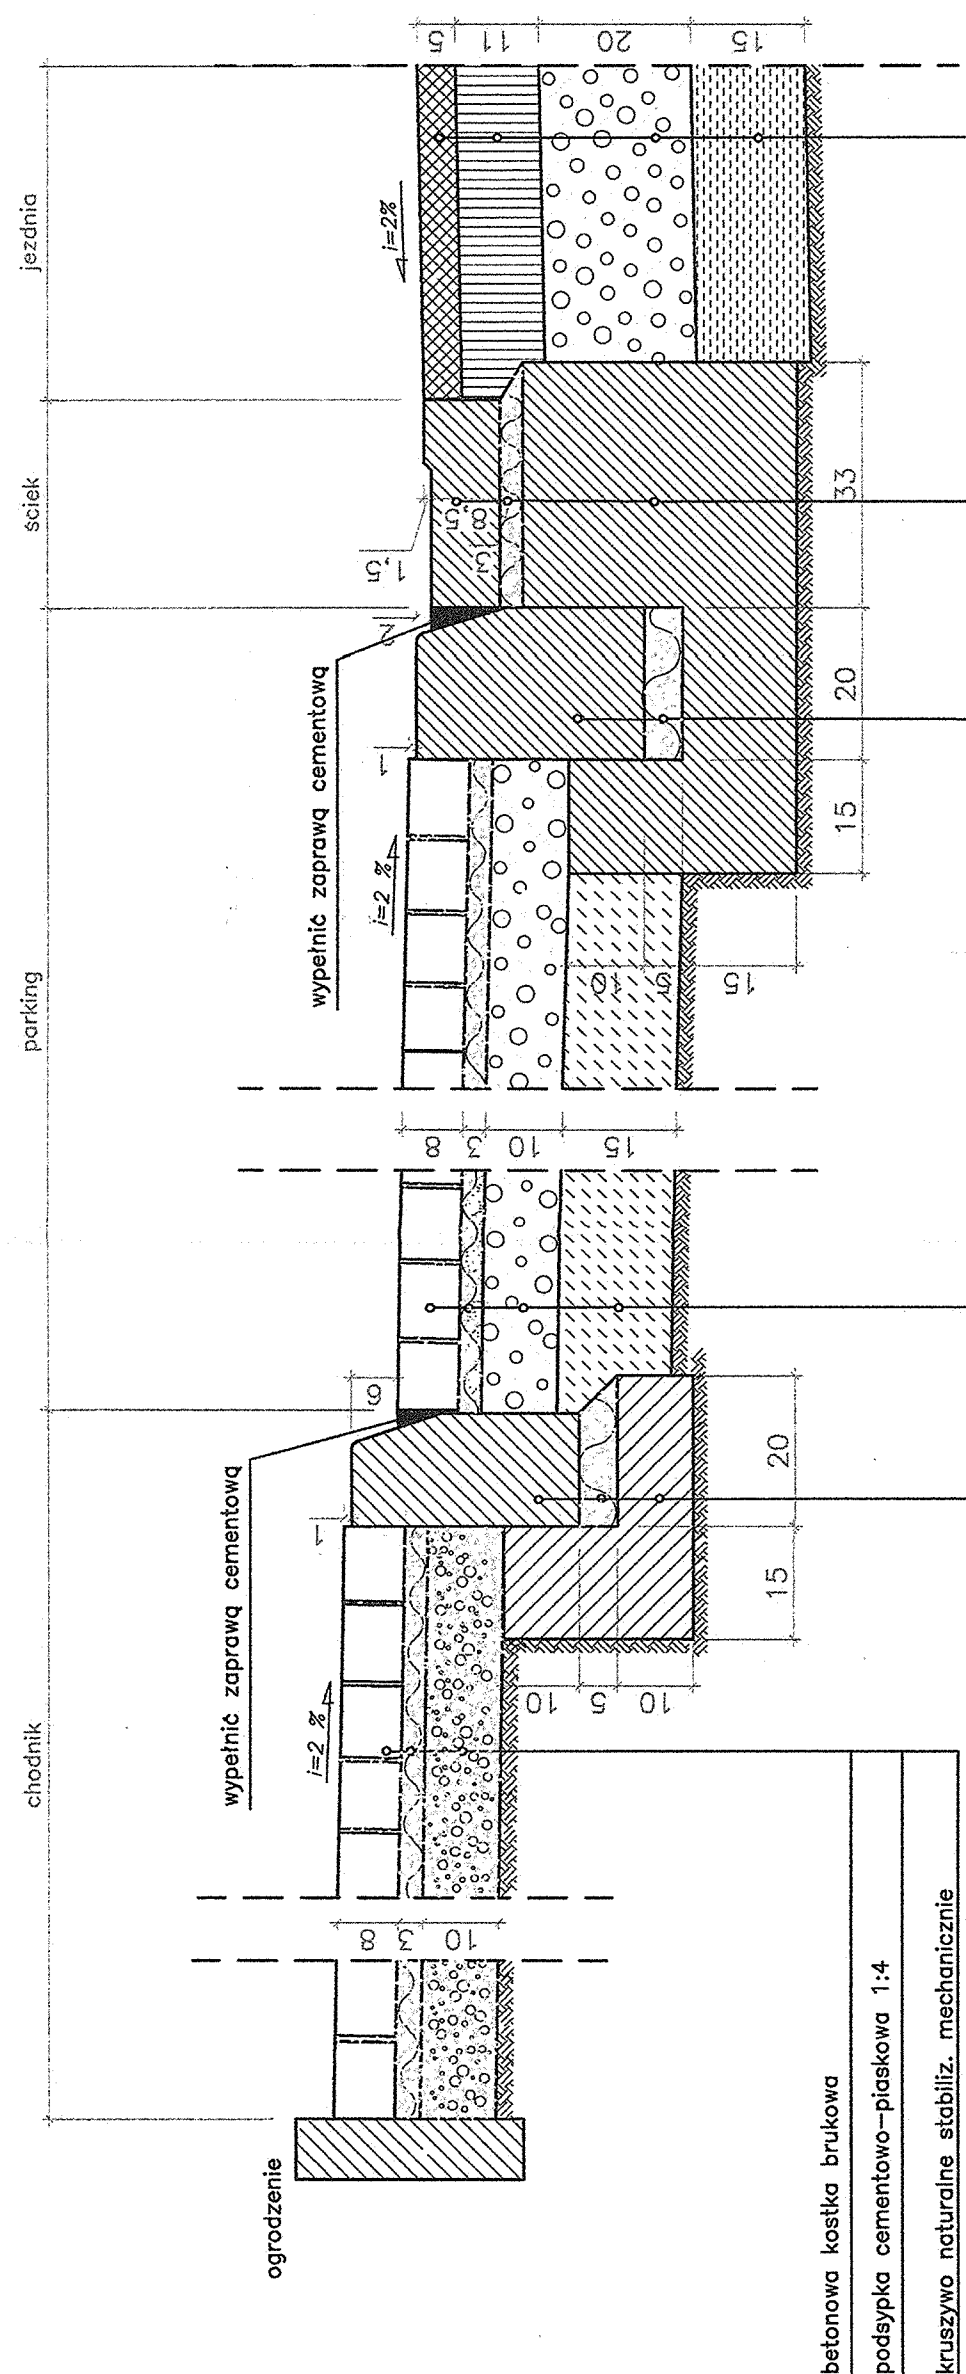 chodnik
parking
ściek
jezdnia
wypełnić zaprawą cementową
wypełnić zaprawą cementową
ogrodzenie
i=2 %
i=2 %
i=2%
8
3
10
1
6
10
5
10
15
20
8
3
10
15
1
2
1,5
8,5
3
10
5
15
15
20
33
5
11
20
15
betonowa kostka brukowa
podsypka cementowo-piaskowa 1:4
kruszywo naturalne stabiliz. mechanicznie